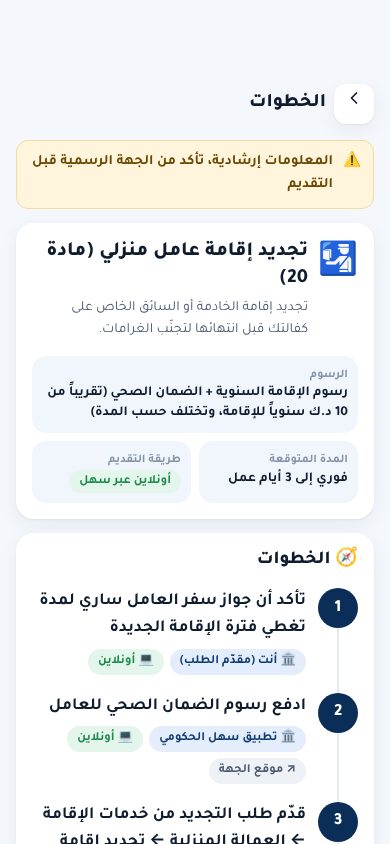 الخطوات
المعلومات إرشادية، تأكد من الجهة الرسمية قبل
التقديم
تجديد إقامة عامل منزلي (مادة
20)
تجديد إقامة الخادمة أو السائق الخاص على
كفالتك قبل انتهائها لتجنّب الغرامات.
الرسوم
رسوم الإقامة السنوية + الضمان الصحي (تقريباً من
10 د.ك سنوياً للإقامة، وتختلف حسب المدة)
المدة المتوقعة
فوري إلى 3 أيام عمل
طريقة التقديم
أونلاين عبر سهل
الخطوات
1
تأكد أن جواز سفر العامل ساري لمدة
تغطي فترة الإقامة الجديدة
أنت (مقدّم الطلب)
أونلاين
2
ادفع رسوم الضمان الصحي للعامل
تطبيق سهل الحكومي
أونلاين
موقع الجهة ↗
3
قدّم طلب التجديد من خدمات الإقامة
← العمالة المنزلية ← تجديد إقامة